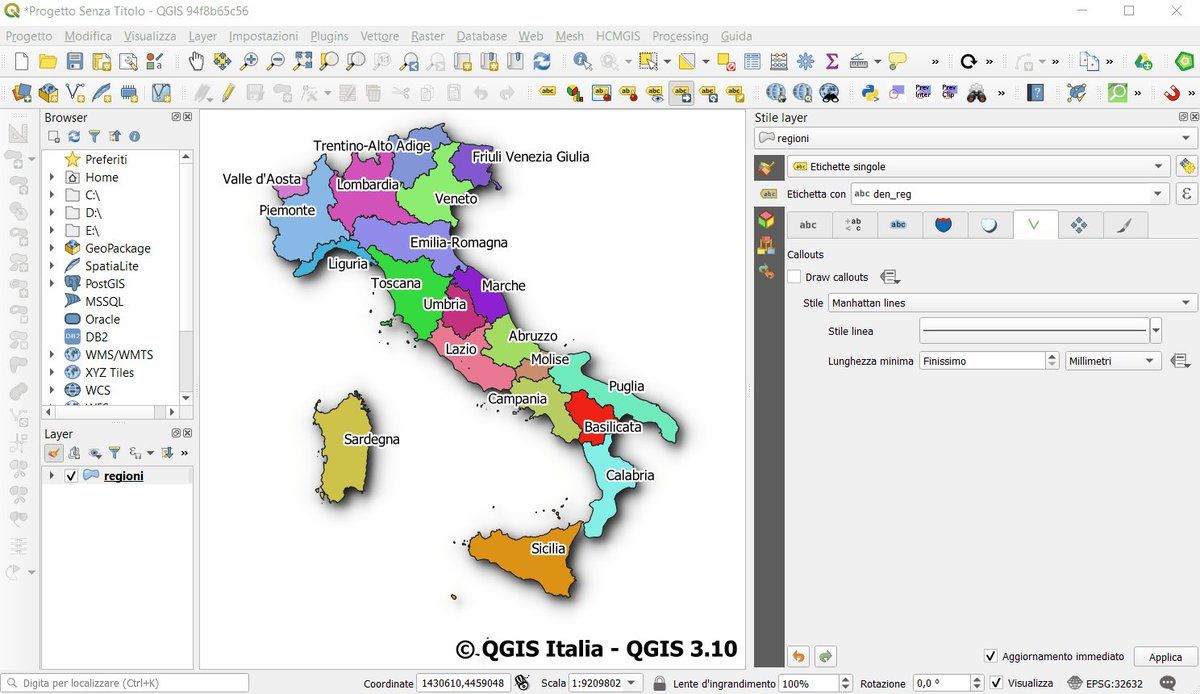 *Progetto Senza Titolo - QGIS 94f8b65c56
Progetto Modifica Visualizza Layer Impostazioni Plugins Vettore Raster Database Web Mesh HCMGIS Processing Guida
Browser
Preferiti
Home
C:\
D:\
E:\
GeoPackage
SpatiaLite
PostGIS
MSSQL
Oracle
DB2
WMS/WMTS
XYZ Tiles
WCS
Layer
regioni
Trentino-Alto Adige
Friuli Venezia Giulia
Valle d'Aosta
Lombardia
Veneto
Piemonte
Emilia-Romagna
Liguria
Toscana
Marche
Umbria
Abruzzo
Lazio
Molise
Puglia
Campania
Basilicata
Sardegna
Calabria
Sicilia
© QGIS Italia - QGIS 3.10
Stile layer
regioni
Etichette singole
Etichetta con abc den_reg
Callouts
Draw callouts
Stile Manhattan lines
Stile linea
Lunghezza minima Finissimo Millimetri
Aggiornamento immediato Applica
Digita per localizzare (Ctrl+K) Coordinate 1430610,4459048 Scala 1:9209802 Lente d'ingrandimento 100% Rotazione 0,0 ° Visualizza EPSG:32632